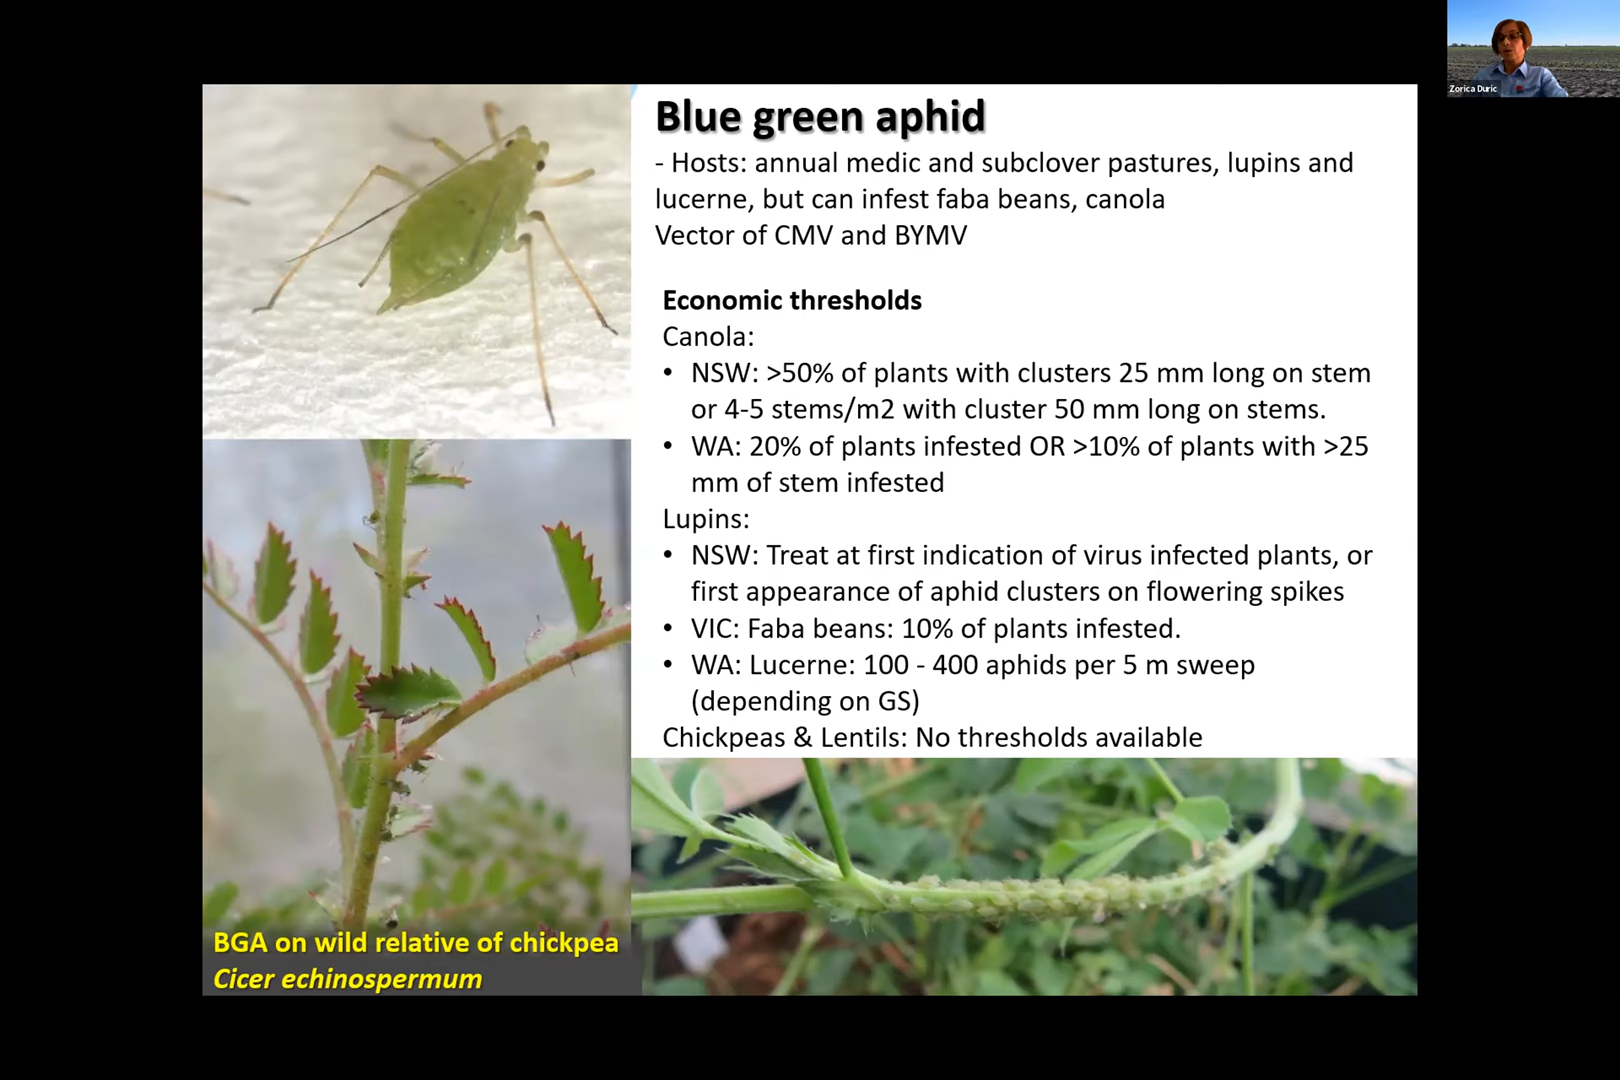 Zorica Duric
Blue green aphid
- Hosts: annual medic and subclover pastures, lupins and
lucerne, but can infest faba beans, canola
Vector of CMV and BYMV
Economic thresholds
Canola:
• NSW: >50% of plants with clusters 25 mm long on stem
or 4-5 stems/m2 with cluster 50 mm long on stems.
• WA: 20% of plants infested OR >10% of plants with >25
mm of stem infested
Lupins:
• NSW: Treat at first indication of virus infected plants, or
first appearance of aphid clusters on flowering spikes
• VIC: Faba beans: 10% of plants infested.
• WA: Lucerne: 100 - 400 aphids per 5 m sweep
(depending on GS)
Chickpeas & Lentils: No thresholds available
BGA on wild relative of chickpea
Cicer echinospermum